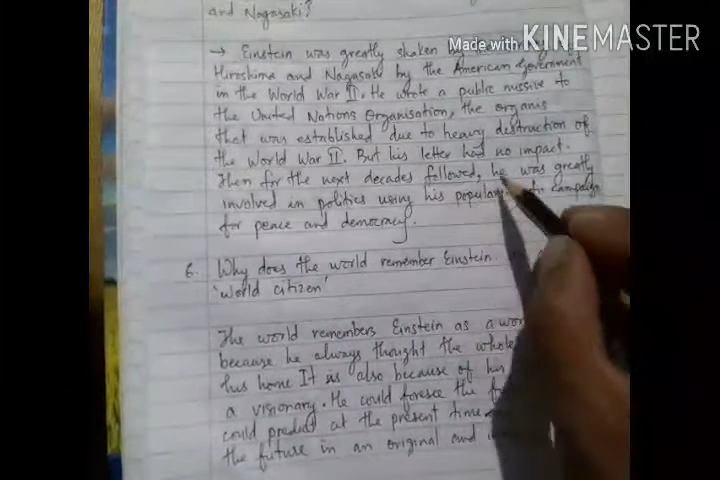 and Nagasaki?
Made with KINEMASTER
→ Einstein was greatly shaken
Hiroshima and Nagasaki by the American Government
in the World War II. He wrote a public missive to
the United Nations Organisation, the organis
that was established due to heavy destruction of
the World War II. But his letter had no impact.
Then for the next decades followed, he was greatly
involved in politics using his to campaign
for peace and democracy.
6. Why does the world remember Einstein
'world citizen'
The world remembers Einstein as a
because he always thought the whole
his home It is also because of his
a visionary. He could foresee the
could predict at the present time
the future in an original and